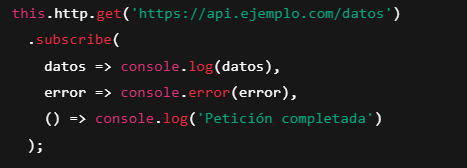 this.http.get('https://api.ejemplo.com/datos')
  .subscribe(
    datos => console.log(datos),
    error => console.error(error),
    () => console.log('Petición completada')
  );